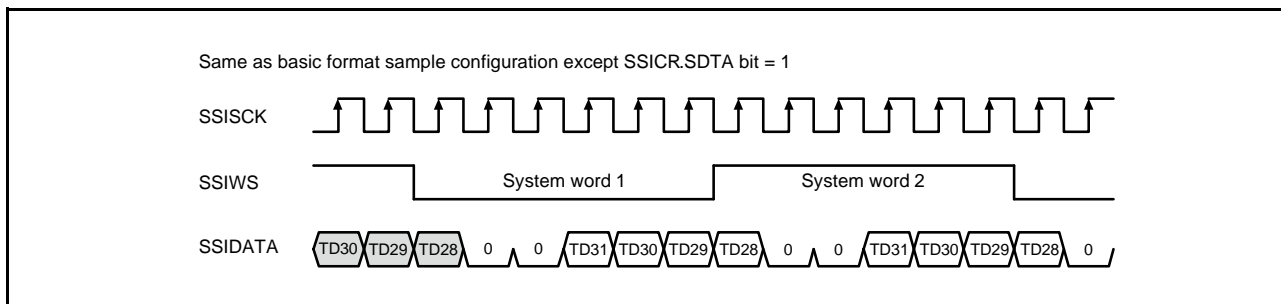 Same as basic format sample configuration except SSICR.SDTA bit = 1
SSISCK
SSIWS System word 1 System word 2
SSIDATA TD30 TD29 TD28 0 0 TD31 TD30 TD29 TD28 0 0 TD31 TD30 TD29 TD28 0